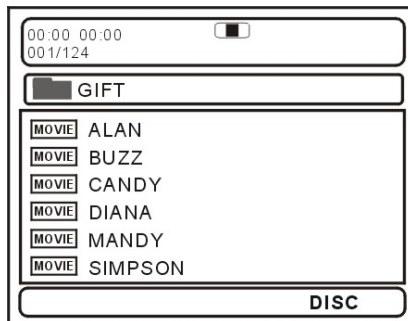 00:00 00:00
001/124
GIFT
MOVIE ALAN
MOVIE BUZZ
MOVIE CANDY
MOVIE DIANA
MOVIE MANDY
MOVIE SIMPSON
DISC